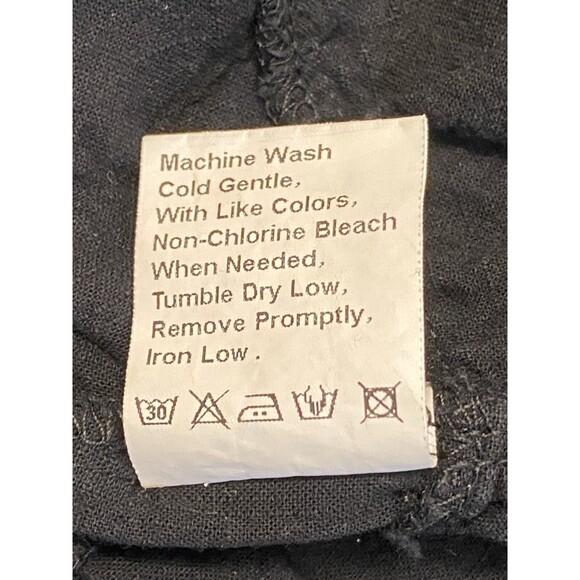 Machine Wash
Cold Gentle,
With Like Colors,
Non-Chlorine Bleach
When Needed,
Tumble Dry Low,
Remove Promptly,
Iron Low .
30